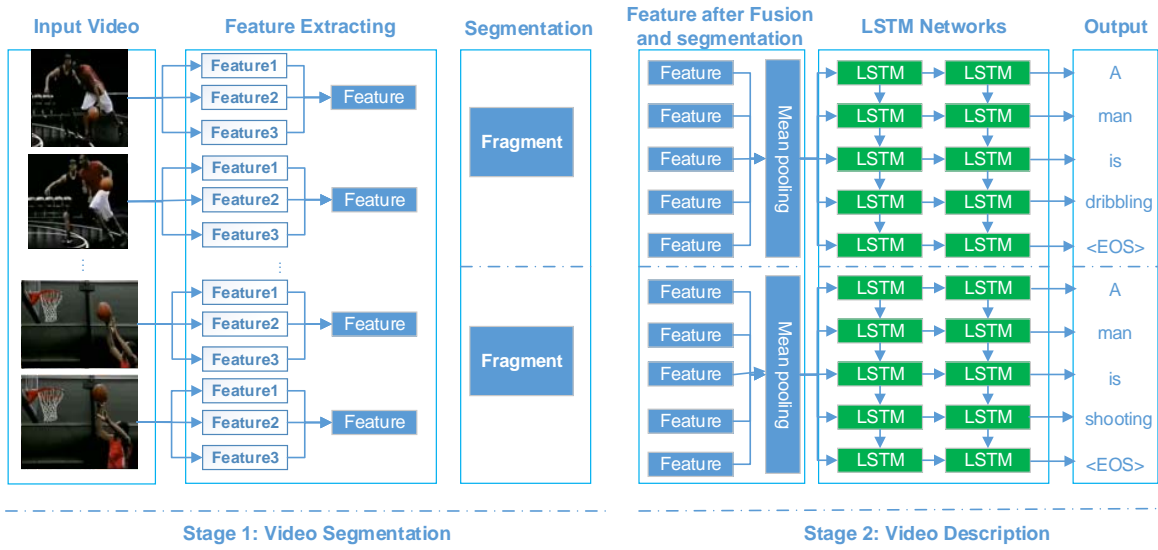 Input Video
Feature Extracting
Segmentation
Feature after Fusion
and segmentation
LSTM Networks
Output
Feature1
Feature2
Feature3
Feature
Feature1
Feature2
Feature3
Feature
Feature1
Feature2
Feature3
Feature
Feature1
Feature2
Feature3
Feature
Fragment
Fragment
Feature
Feature
Feature
Feature
Feature
Mean pooling
Feature
Feature
Feature
Feature
Feature
Mean pooling
LSTM LSTM A
LSTM LSTM man
LSTM LSTM is
LSTM LSTM dribbling
LSTM LSTM <EOS>
LSTM LSTM A
LSTM LSTM man
LSTM LSTM is
LSTM LSTM shooting
LSTM LSTM <EOS>
Stage 1: Video Segmentation
Stage 2: Video Description